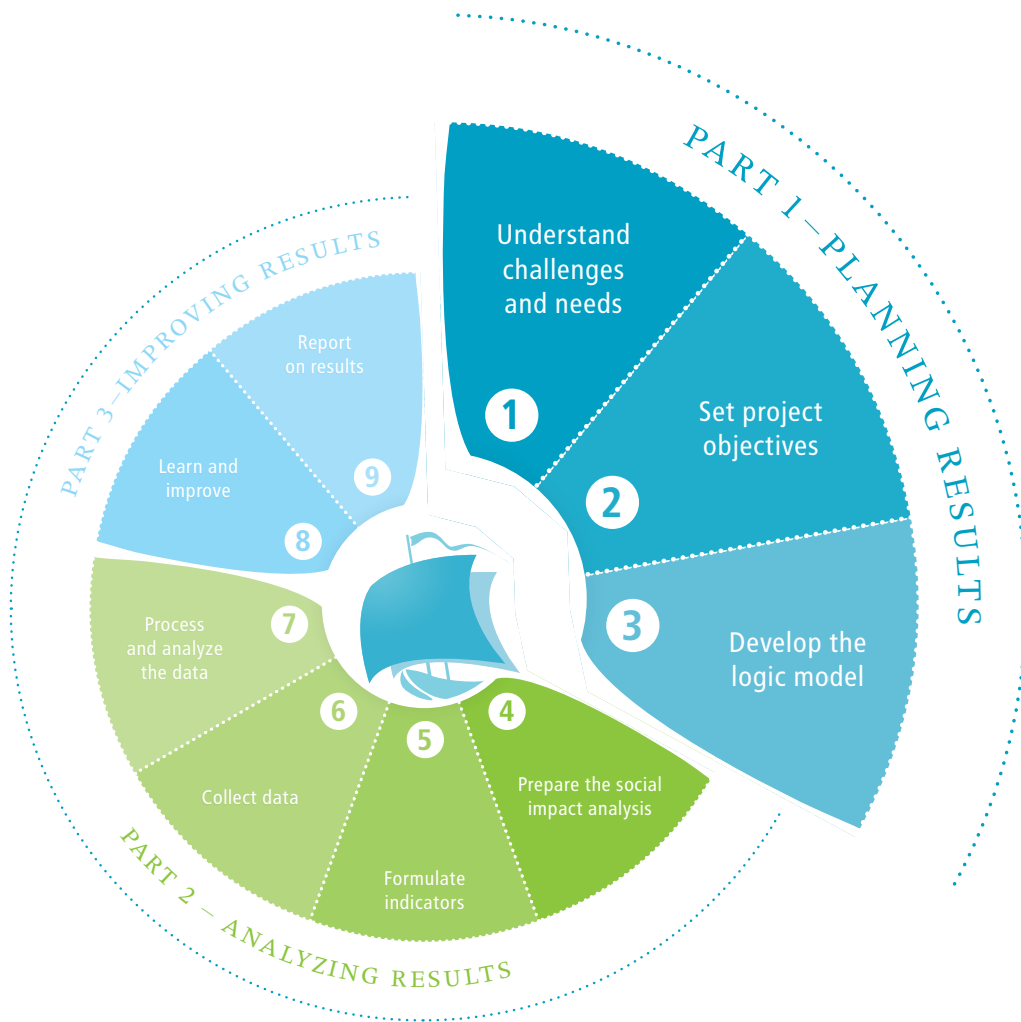 PART 1 – PLANNING RESULTS
Understand
challenges
and needs
1
Set project
objectives
2
Develop the
logic model
3
PART 2 – ANALYZING RESULTS
4
Prepare the social
impact analysis
5
Formulate
indicators
6
Collect data
7
Process
and analyze
the data
PART 3 – IMPROVING RESULTS
8
Learn and
improve
9
Report
on results